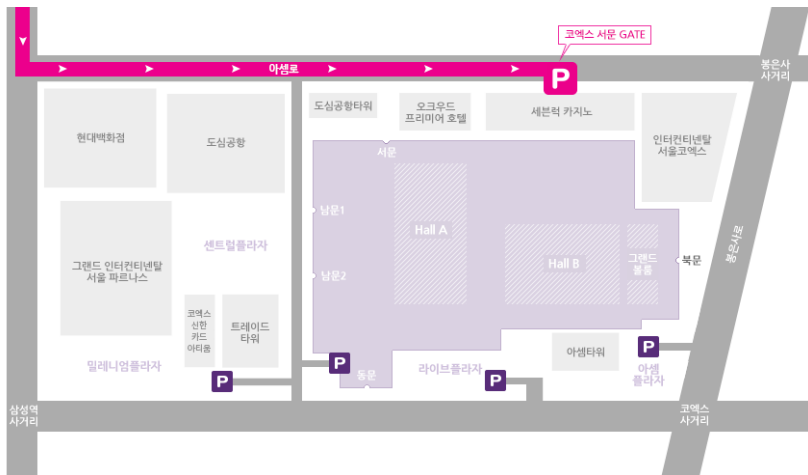 코엑스 서문 GATE
P
아셈로
봉은사
사거리
현대백화점
도심공항
도심공항타워
오크우드
프리미어 호텔
세븐럭 카지노
인터컨티넨탈
서울코엑스
서문
남문1
Hall A
센트럴플라자
남문2
Hall B
그랜드
볼룸
북문
봉은사로
그랜드 인터컨티넨탈
서울 파르나스
코엑스
신한
카드
아티움
트레이드
타워
밀레니엄플라자
P
P
동문
라이브플라자
P
아셈타워
P
아셈
플라자
삼성역
사거리
코엑스
사거리